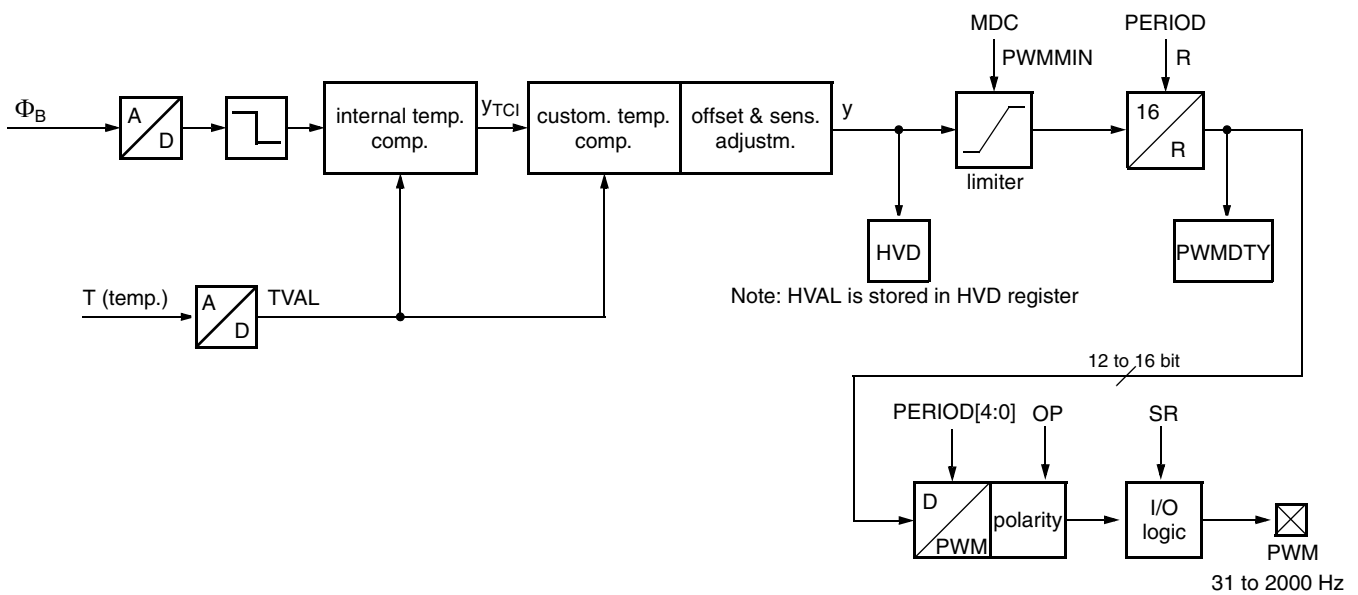 MDC
PERIOD
PWMMIN
R
ΦB
A
D
internal temp.
comp.
yTCI
custom. temp.
comp.
offset & sens.
adjustm.
y
limiter
16
R
HVD
PWMDTY
Note: HVAL is stored in HVD register
T (temp.)
A
D
TVAL
12 to 16 bit
PERIOD[4:0]
OP
SR
D
PWM
polarity
I/O
logic
PWM
31 to 2000 Hz